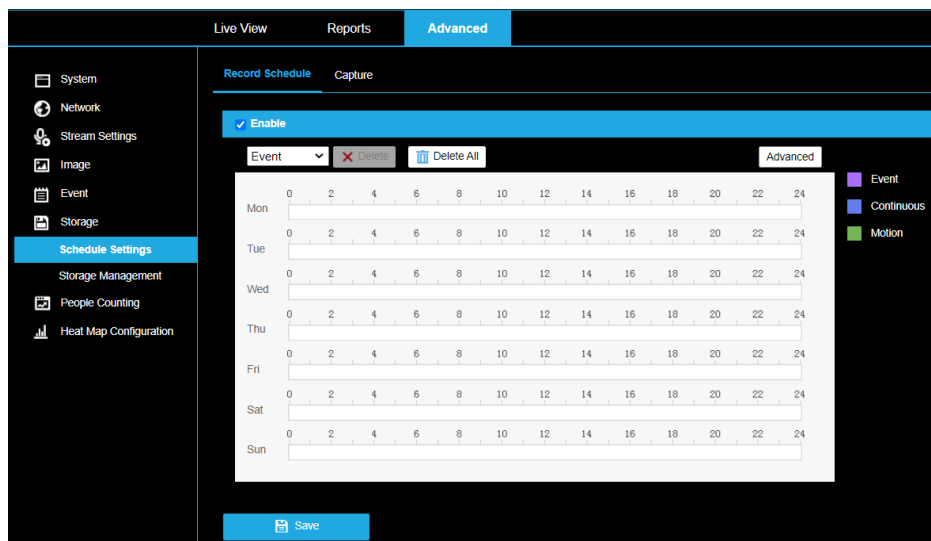 Live View Reports Advanced
System
Network
Stream Settings
Image
Event
Storage
Schedule Settings
Storage Management
People Counting
Heat Map Configuration
Record Schedule Capture
Enable
Event Delete Delete All Advanced
0 2 4 6 8 10 12 14 16 18 20 22 24
Mon
0 2 4 6 8 10 12 14 16 18 20 22 24
Tue
0 2 4 6 8 10 12 14 16 18 20 22 24
Wed
0 2 4 6 8 10 12 14 16 18 20 22 24
Thu
0 2 4 6 8 10 12 14 16 18 20 22 24
Fri
0 2 4 6 8 10 12 14 16 18 20 22 24
Sat
0 2 4 6 8 10 12 14 16 18 20 22 24
Sun
Event
Continuous
Motion
Save